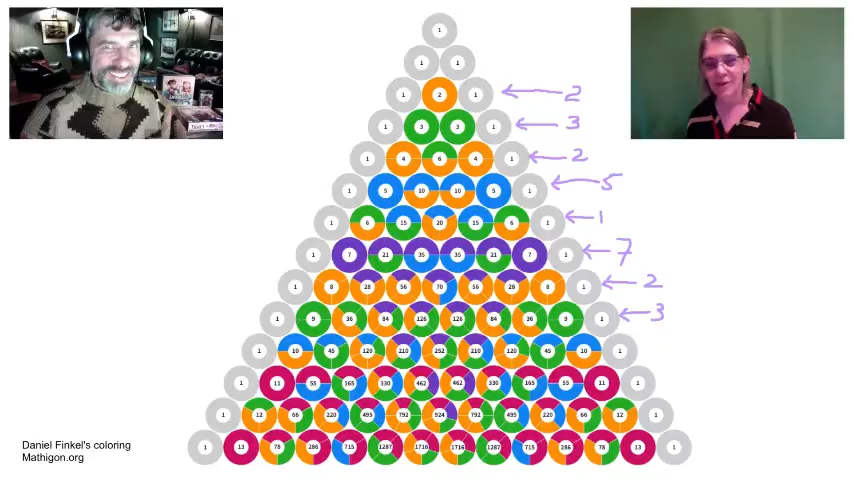 1
1 1
1 2 1 ← 2
1 3 3 1 ← 3
1 4 6 4 1 ← 2
1 5 10 10 5 1 ← 5
1 6 15 20 15 6 1 ← 1
1 7 21 35 35 21 7 1 ← 7
1 8 28 56 70 56 28 8 1 ← 2
1 9 36 84 126 126 84 36 9 1 ← 3
1 10 45 120 210 252 210 120 45 10 1
1 11 55 165 330 462 462 330 165 55 11 1
1 12 66 220 495 792 924 792 495 220 66 12 1
1 13 78 286 715 1287 1716 1716 1287 715 286 78 13 1
Daniel Finkel's coloring
Mathigon.org